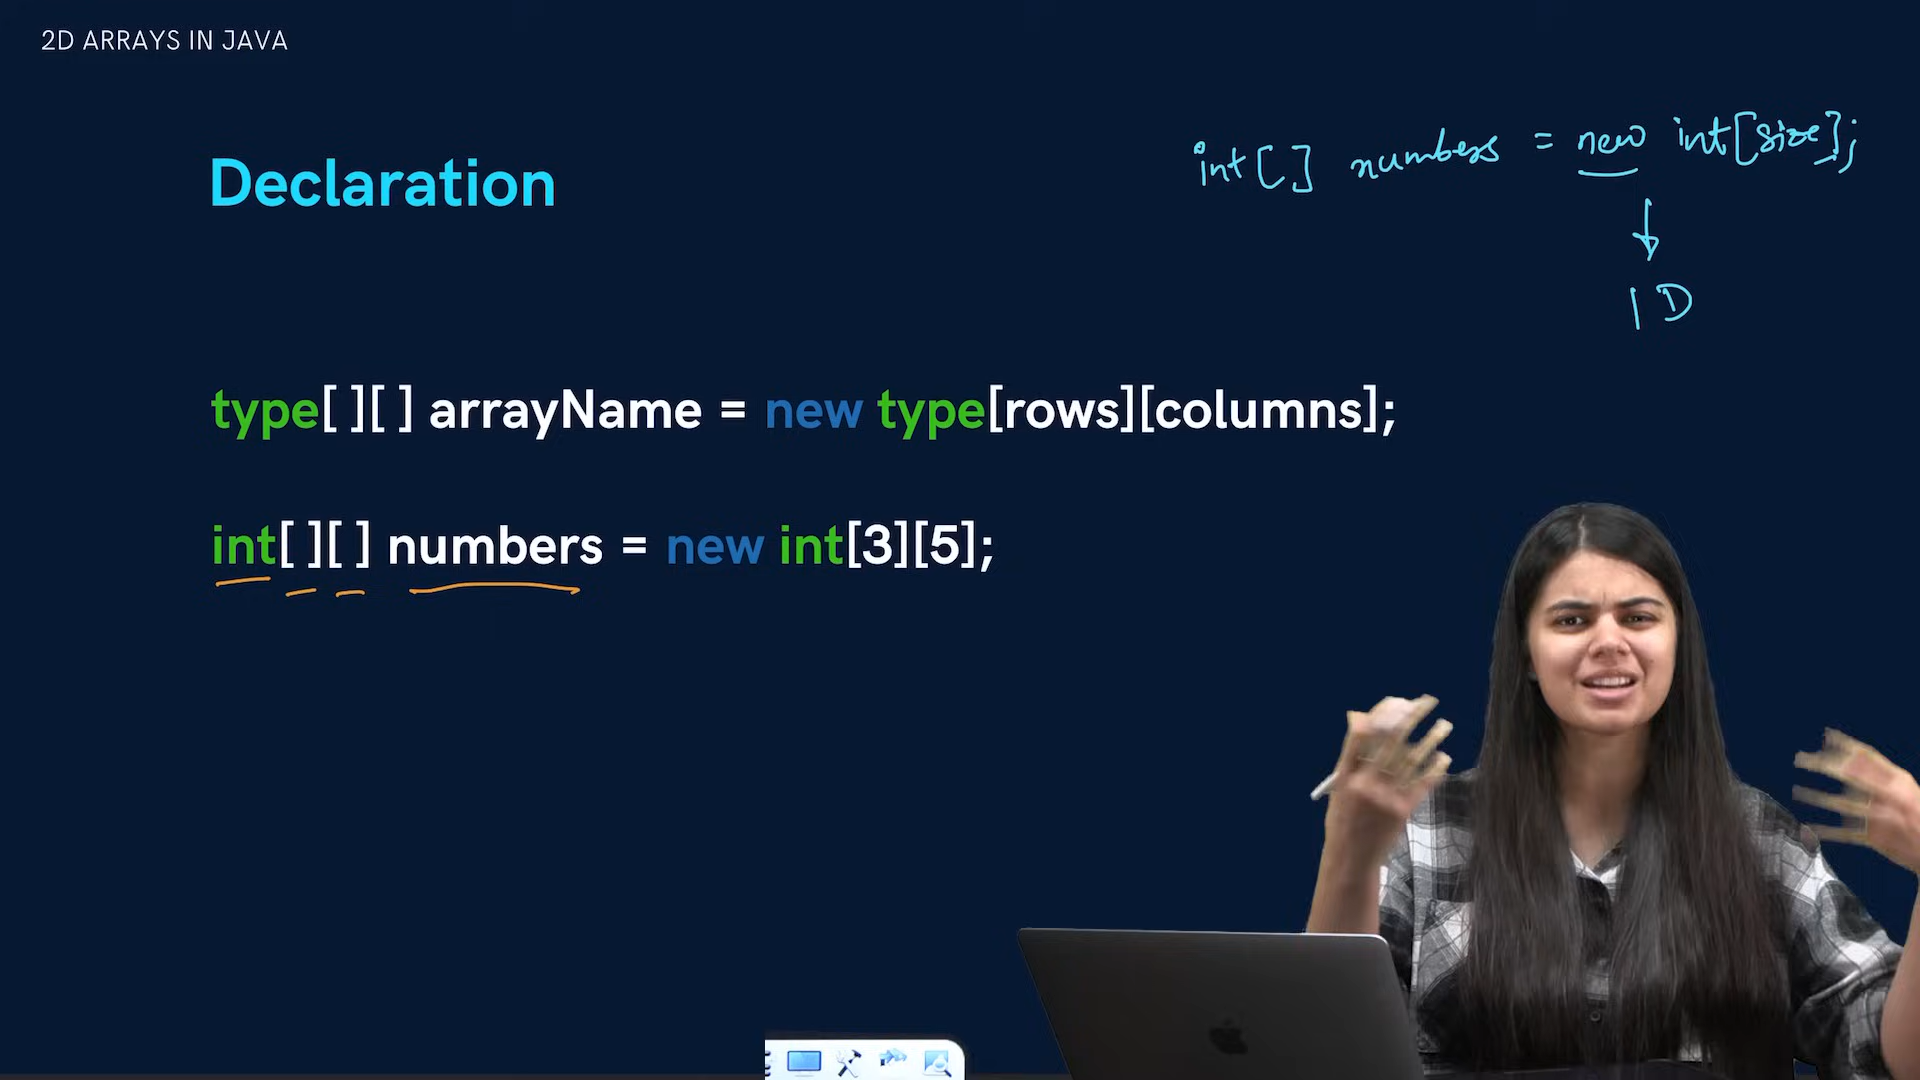 2D ARRAYS IN JAVA
int[ ] numbers = new int[size];
Declaration
1D
type[ ][ ] arrayName = new type[rows][columns];
int[ ][ ] numbers = new int[3][5];